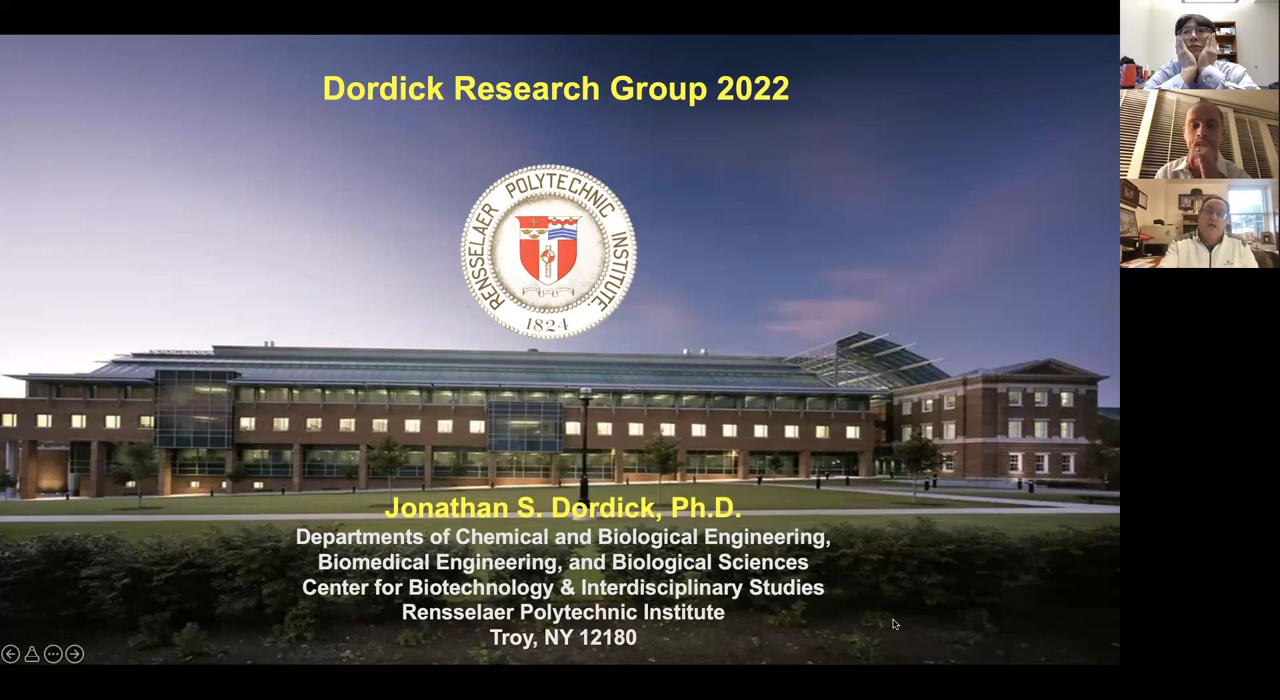 Dordick Research Group 2022
RENSSELAER POLYTECHNIC INSTITUTE.
1824
Jonathan S. Dordick, Ph.D.
Departments of Chemical and Biological Engineering,
Biomedical Engineering, and Biological Sciences
Center for Biotechnology & Interdisciplinary Studies
Rensselaer Polytechnic Institute
Troy, NY 12180